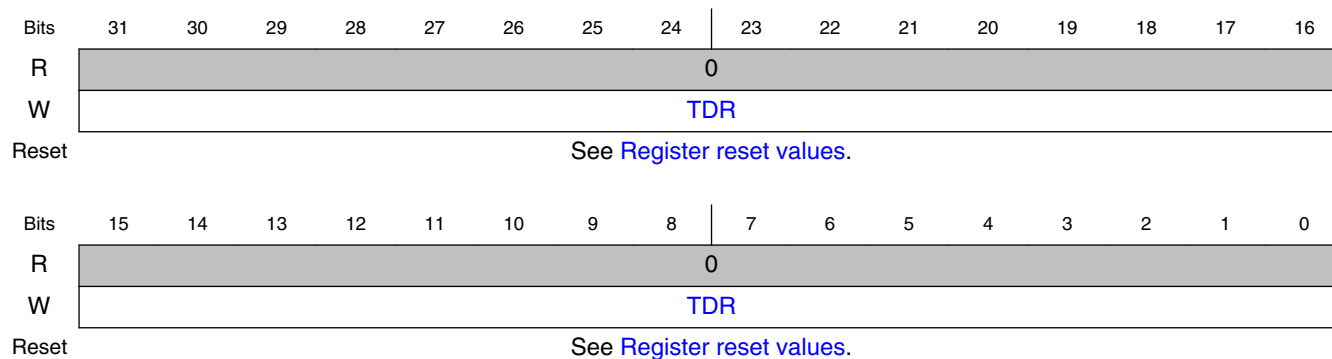 Bits 31 30 29 28 27 26 25 24 23 22 21 20 19 18 17 16
R 0
W TDR
Reset See Register reset values.
Bits 15 14 13 12 11 10 9 8 7 6 5 4 3 2 1 0
R 0
W TDR
Reset See Register reset values.